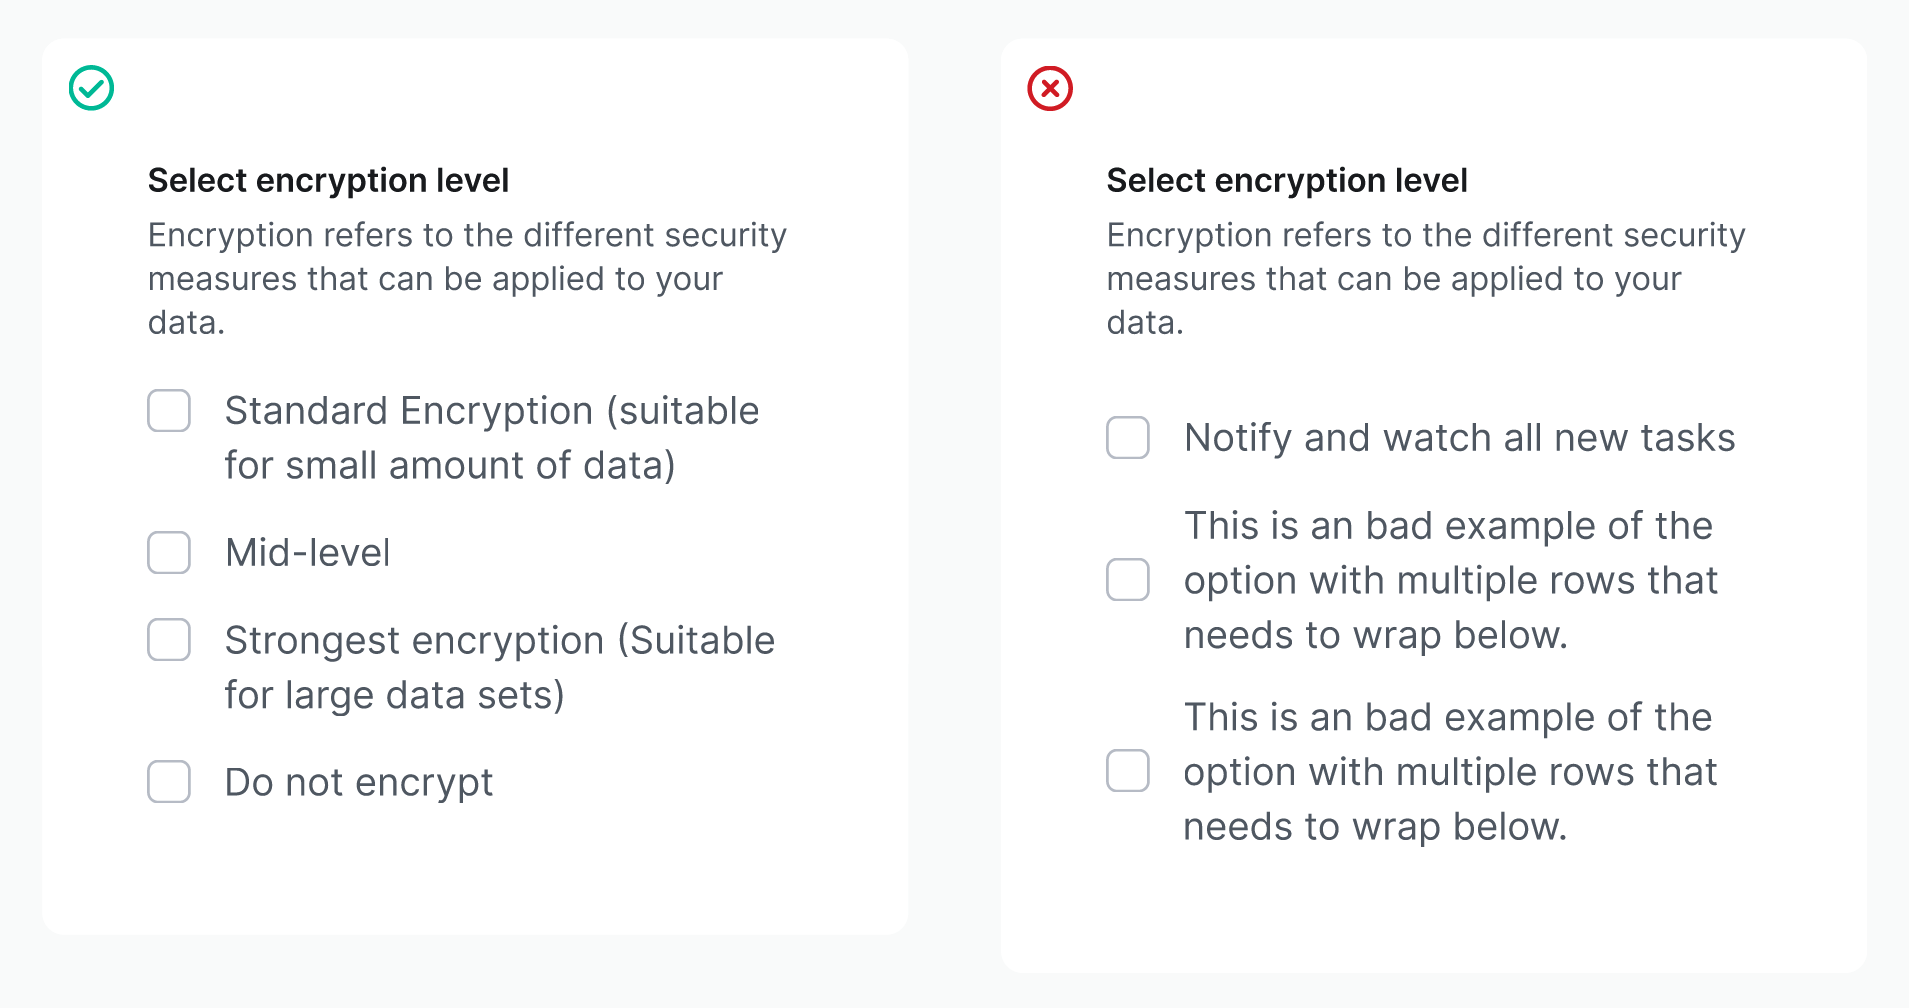 Select encryption level
Encryption refers to the different security
measures that can be applied to your
data.
Standard Encryption (suitable
for small amount of data)
Mid-level
Strongest encryption (Suitable
for large data sets)
Do not encrypt
Select encryption level
Encryption refers to the different security
measures that can be applied to your
data.
Notify and watch all new tasks
This is an bad example of the
option with multiple rows that
needs to wrap below.
This is an bad example of the
option with multiple rows that
needs to wrap below.